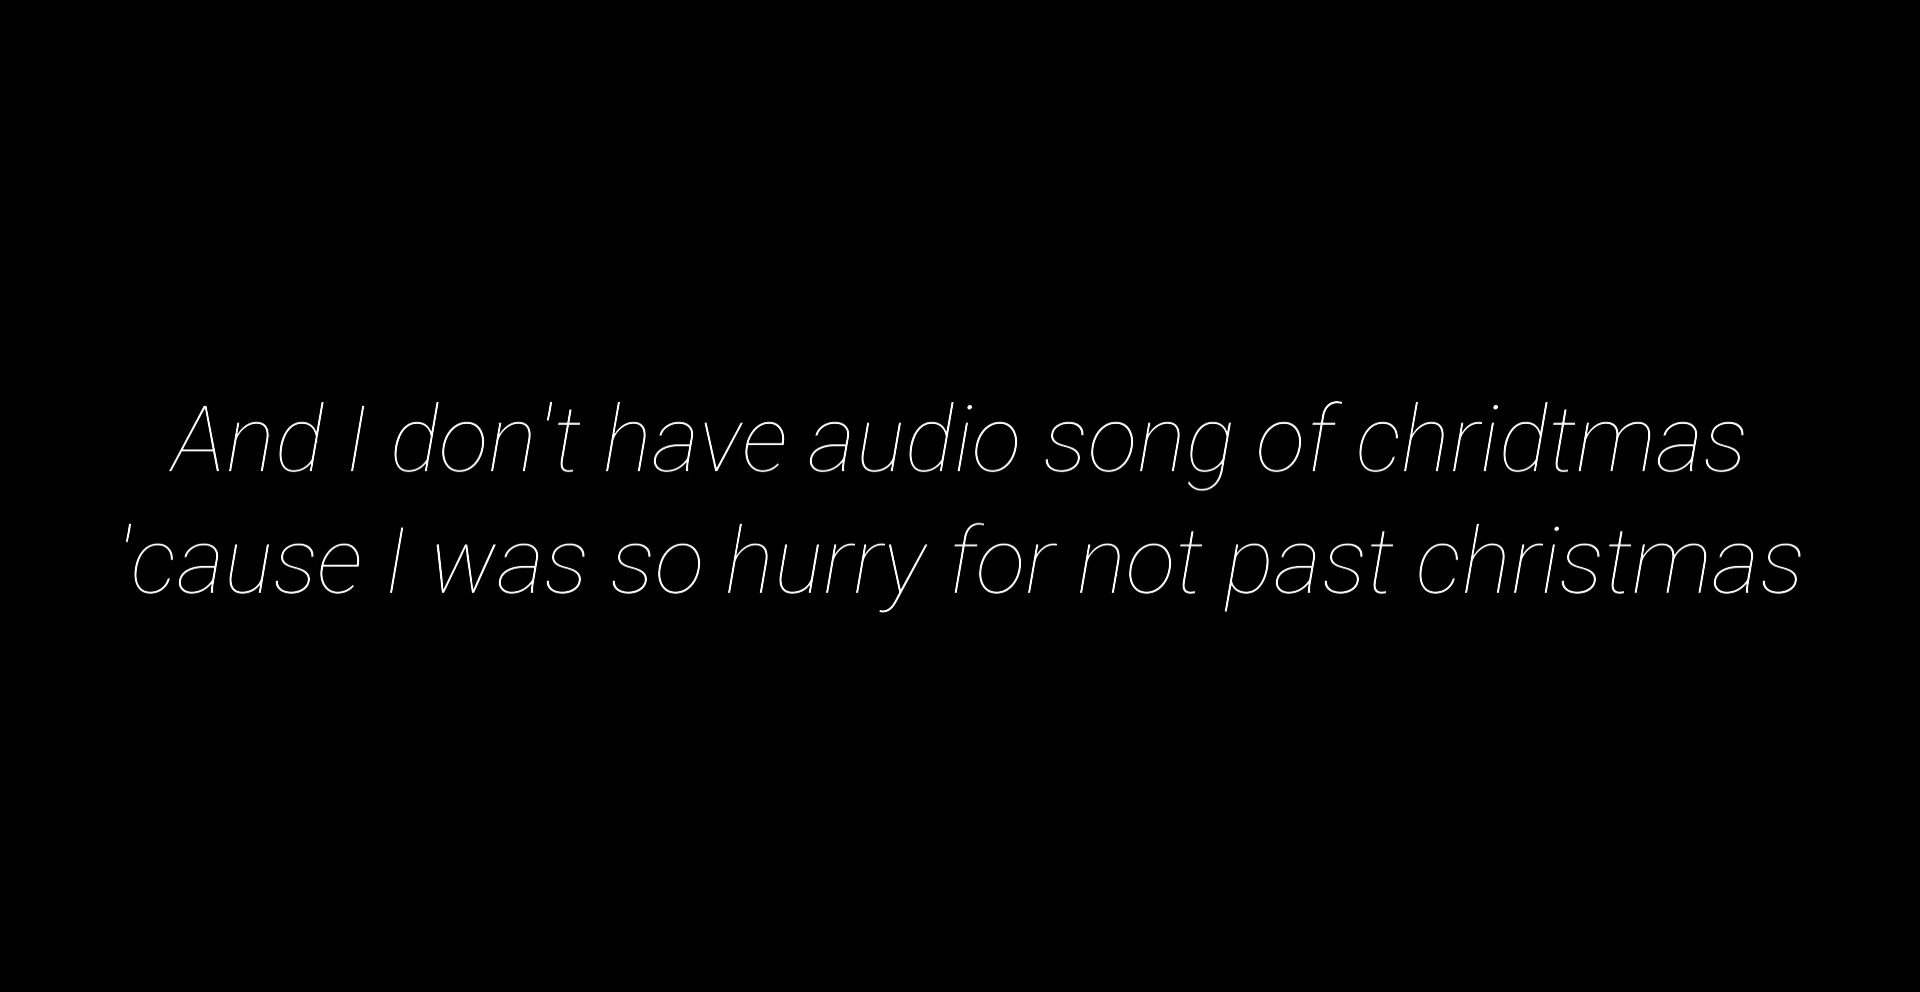 And I don't have audio song of chridtmas
'cause I was so hurry for not past christmas